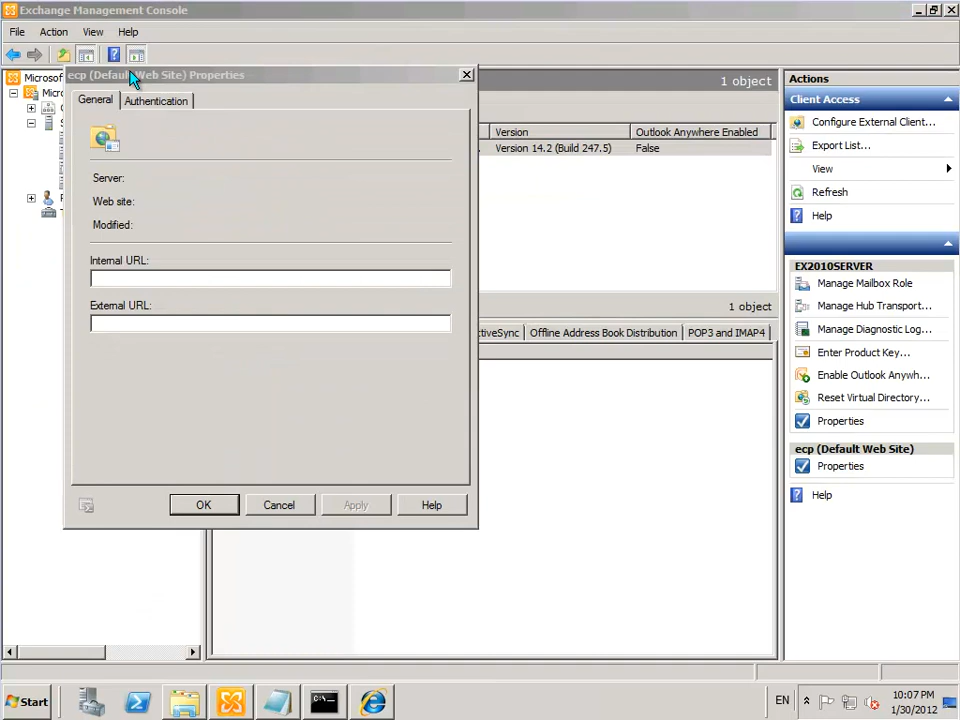 Exchange Management Console
File Action View Help
Microsof
Micr
ecp (Default Web Site) Properties
General
Authentication
Server:
Web site:
Modified:
Internal URL:
External URL:
OK
Cancel
Apply
Help
1 object
Version
Outlook Anywhere Enabled
Version 14.2 (Build 247.5)
False
1 object
Offline Address Book Distribution
POP3 and IMAP4
Actions
Client Access
Configure External Client...
Export List...
View
Refresh
Help
EX2010SERVER
Manage Mailbox Role
Manage Hub Transport...
Manage Diagnostic Log...
Enter Product Key...
Enable Outlook Anywh...
Reset Virtual Directory...
Properties
ecp (Default Web Site)
Properties
Help
Start
EN
10:07 PM
1/30/2012